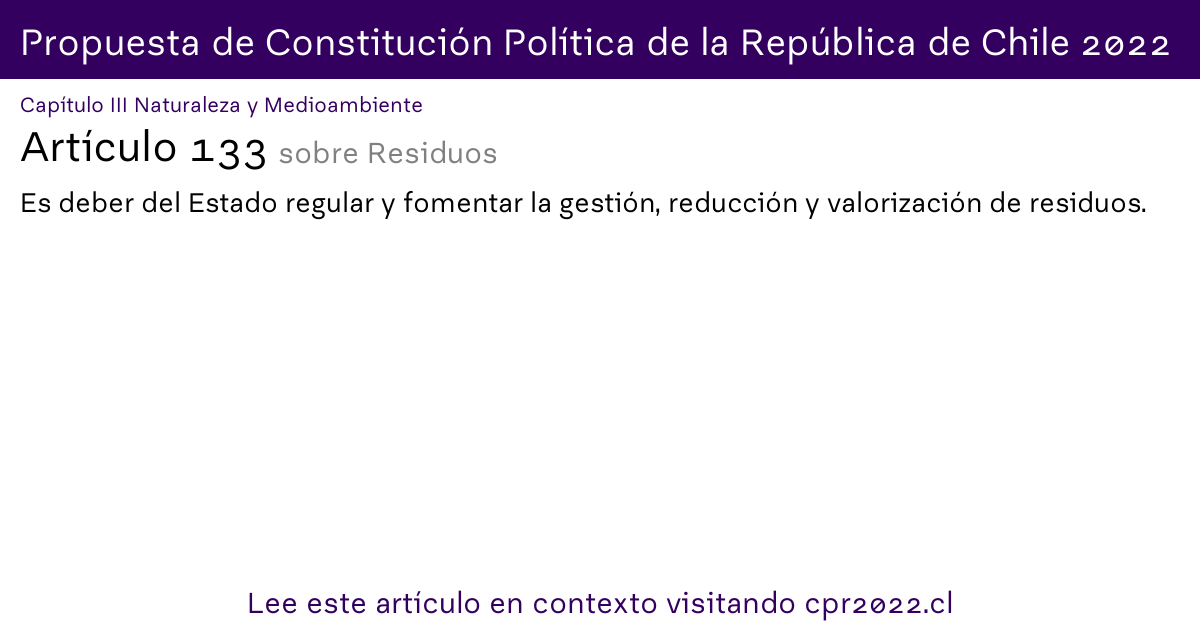 Propuesta de Constitución Política de la República de Chile 2022
Capítulo III Naturaleza y Medioambiente
Artículo 133 sobre Residuos
Es deber del Estado regular y fomentar la gestión, reducción y valorización de residuos.
Lee este artículo en contexto visitando cpr2022.cl